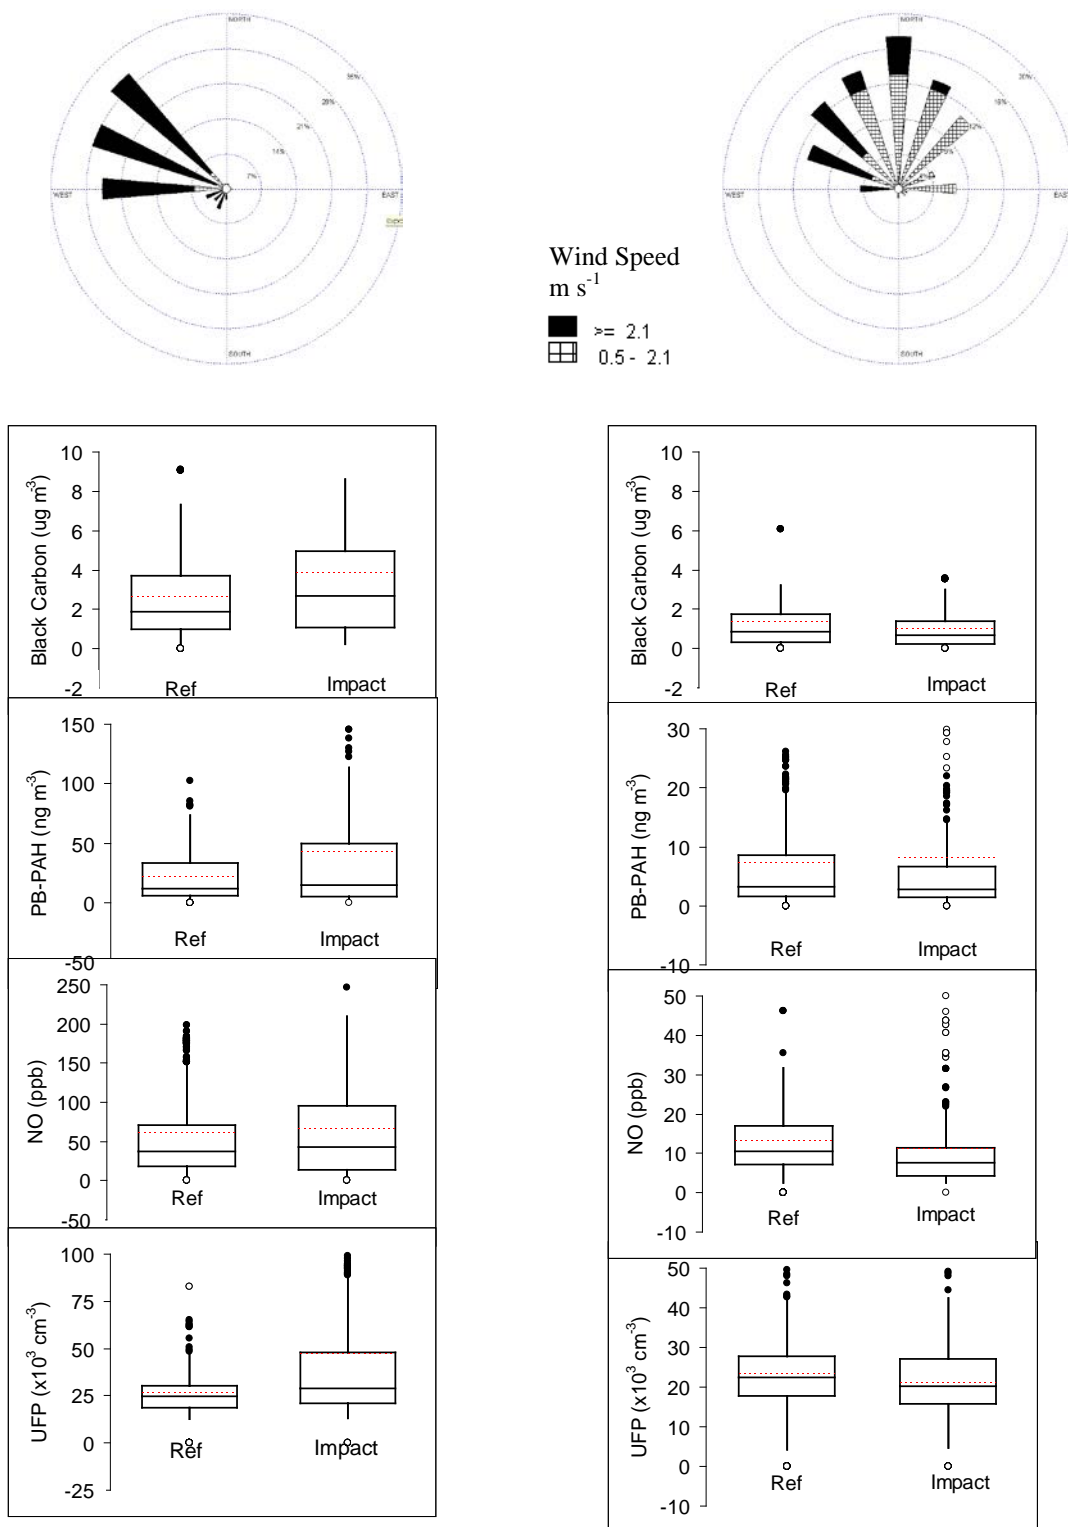 NORTH
35%
28%
21%
14%
7%
WEST
EAST
SOUTH
NORTH
20%
16%
12%
WEST
EAST
SOUTH
Wind Speed
m s-1
>= 2.1
0.5 - 2.1
Black Carbon (ug m-3)
10
8
6
4
2
0
-2
Ref
Impact
Black Carbon (ug m-3)
10
8
6
4
2
0
-2
Ref
Impact
PB-PAH (ng m-3)
150
100
50
0
-50
Ref
Impact
PB-PAH (ng m-3)
30
20
10
0
-10
Ref
Impact
NO (ppb)
250
200
150
100
50
0
-50
Ref
Impact
NO (ppb)
50
40
30
20
10
0
-10
Ref
Impact
UFP (x103 cm-3)
100
75
50
25
0
-25
Ref
Impact
UFP (x103 cm-3)
50
40
30
20
10
0
-10
Ref
Impact